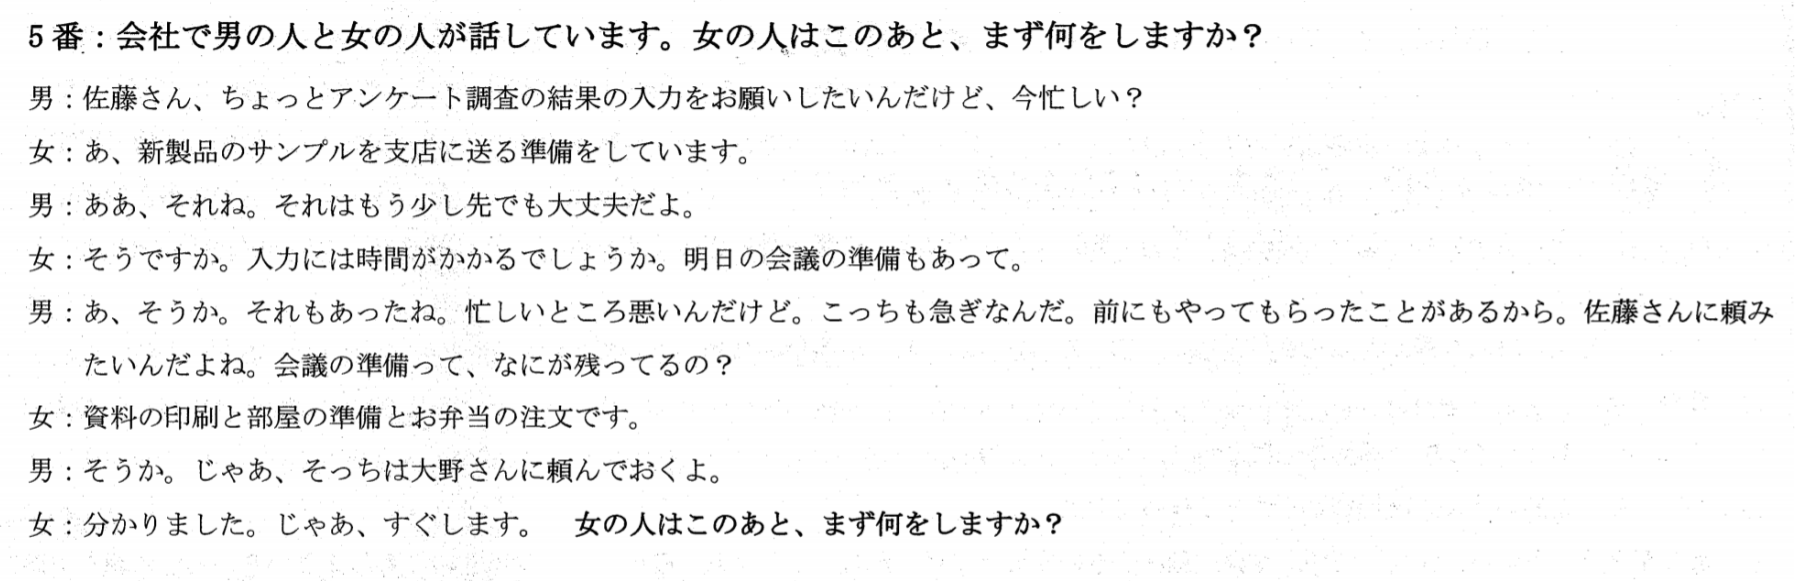 5番：会社で男の人と女の人が話しています。女の人はこのあと、まず何をしますか？
男：佐藤さん、ちょっとアンケート調査の結果の入力をお願いしたいんだけど、今忙しい？
女：あ、新製品のサンプルを支店に送る準備をしています。
男：ああ、それね。それはもう少し先でも大丈夫だよ。
女：そうですか。入力には時間がかかるでしょうか。明日の会議の準備もあって。
男：あ、そうか。それもあったね。忙しいところ悪いんだけど。こっちも急ぎなんだ。前にもやってもらったことがあるから。佐藤さんに頼み
たいんだよね。会議の準備って、なにが残ってるの？
女：資料の印刷と部屋の準備とお弁当の注文です。
男：そうか。じゃあ、そっちは大野さんに頼んでおくよ。
女：分かりました。じゃあ、すぐします。　女の人はこのあと、まず何をしますか？